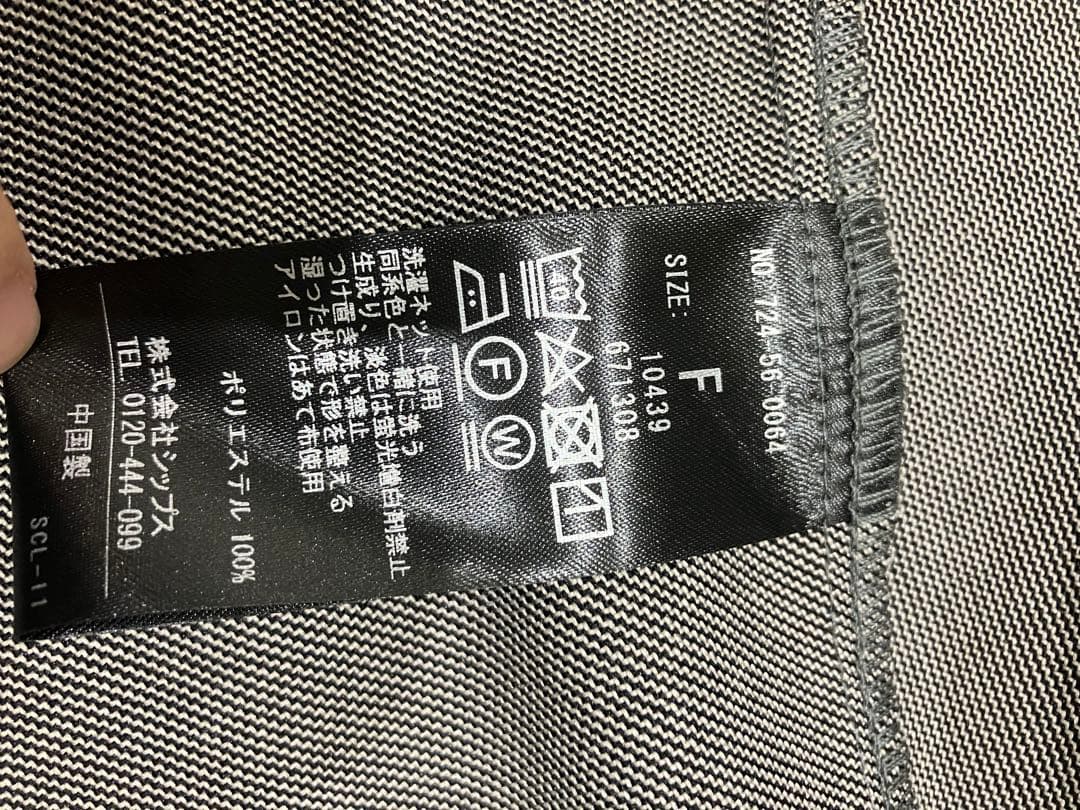 NO 724-56-0064
SIZE:
F
10439
671308
40
F
W
洗濯ネット使用
同系色と一緒に洗う
生成り、淡色は蛍光増白剤禁止
つけ置き洗い禁止
湿った状態で形を整える
アイロンはあて布使用
ポリエステル 100%
株式会社シップス
TEL 0120-444-099
中国製
SCL-11